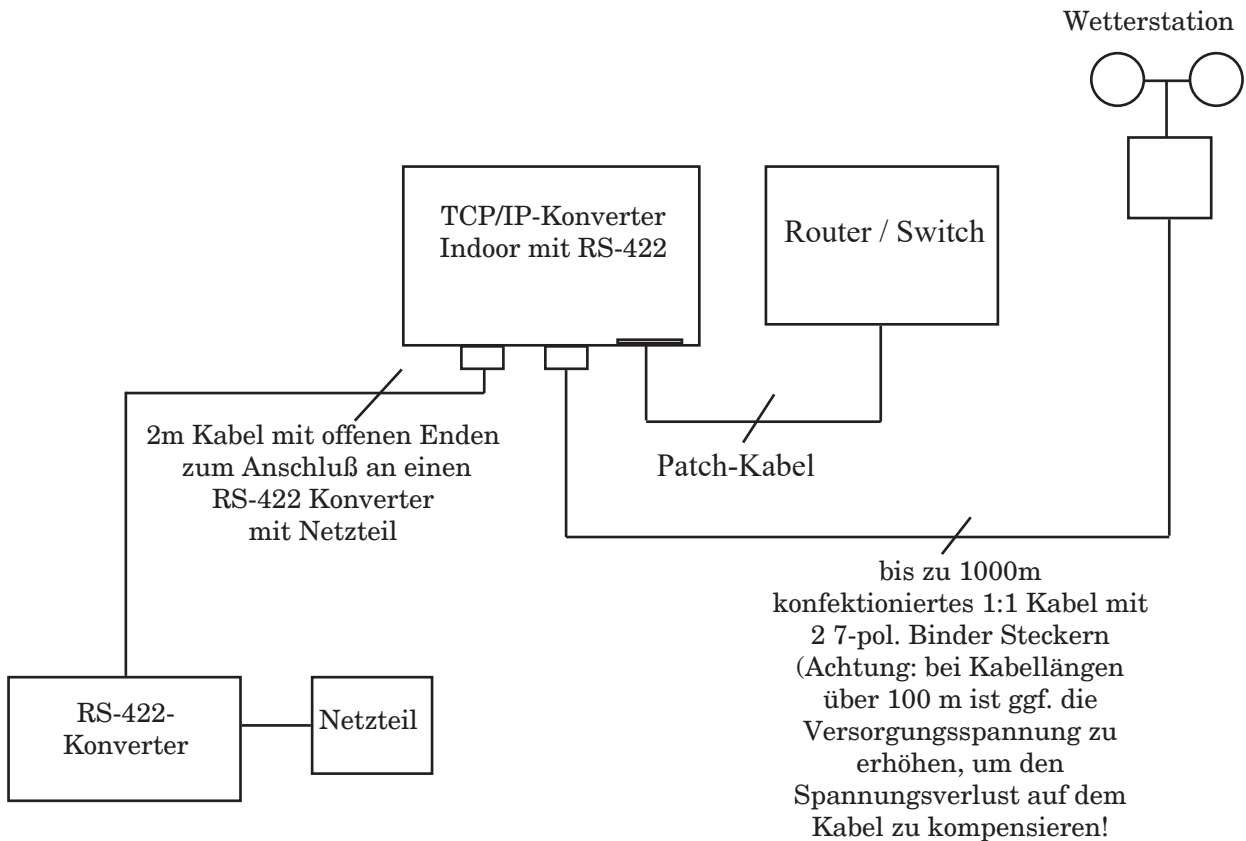 Wetterstation
TCP/IP-Konverter
Indoor mit RS-422
Router / Switch
2m Kabel mit offenen Enden
zum Anschluß an einen
RS-422 Konverter
mit Netzteil
Patch-Kabel
bis zu 1000m
konfektioniertes 1:1 Kabel mit
2 7-pol. Binder Steckern
(Achtung: bei Kabellängen
über 100 m ist ggf. die
Versorgungsspannung zu
erhöhen, um den
Spannungsverlust auf dem
Kabel zu kompensieren!
RS-422-
Konverter
Netzteil